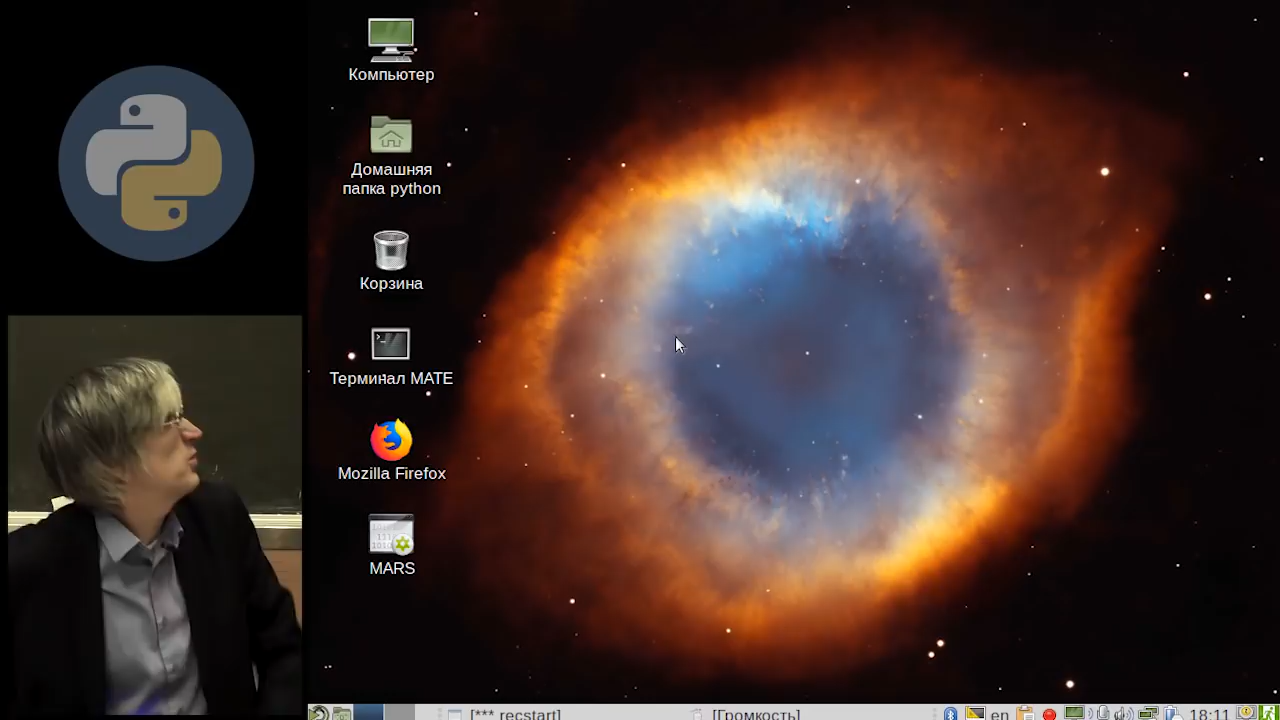 Компьютер
Домашняя
папка python
Корзина
Терминал MATE
Mozilla Firefox
MARS
[*** recstart]
[Громкость]
en
18:11